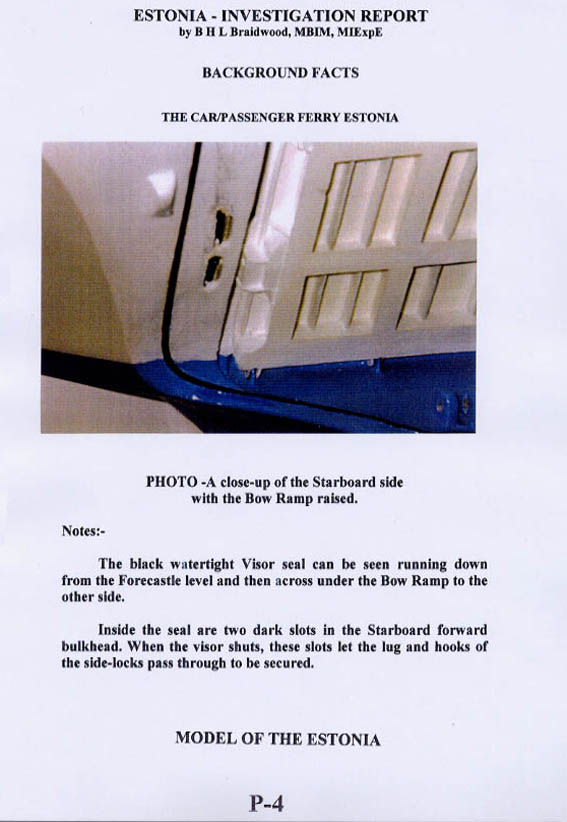 ESTONIA - INVESTIGATION REPORT
by B H L Braidwood, MBIM, MIExpE
BACKGROUND FACTS
THE CAR/PASSENGER FERRY ESTONIA
PHOTO -A close-up of the Starboard side
with the Bow Ramp raised.
Notes:-
The black watertight Visor seal can be seen running down
from the Forecastle level and then across under the Bow Ramp to the
other side.
Inside the seal are two dark slots in the Starboard forward
bulkhead. When the visor shuts, these slots let the lug and hooks of
the side-locks pass through to be secured.
MODEL OF THE ESTONIA
P-4